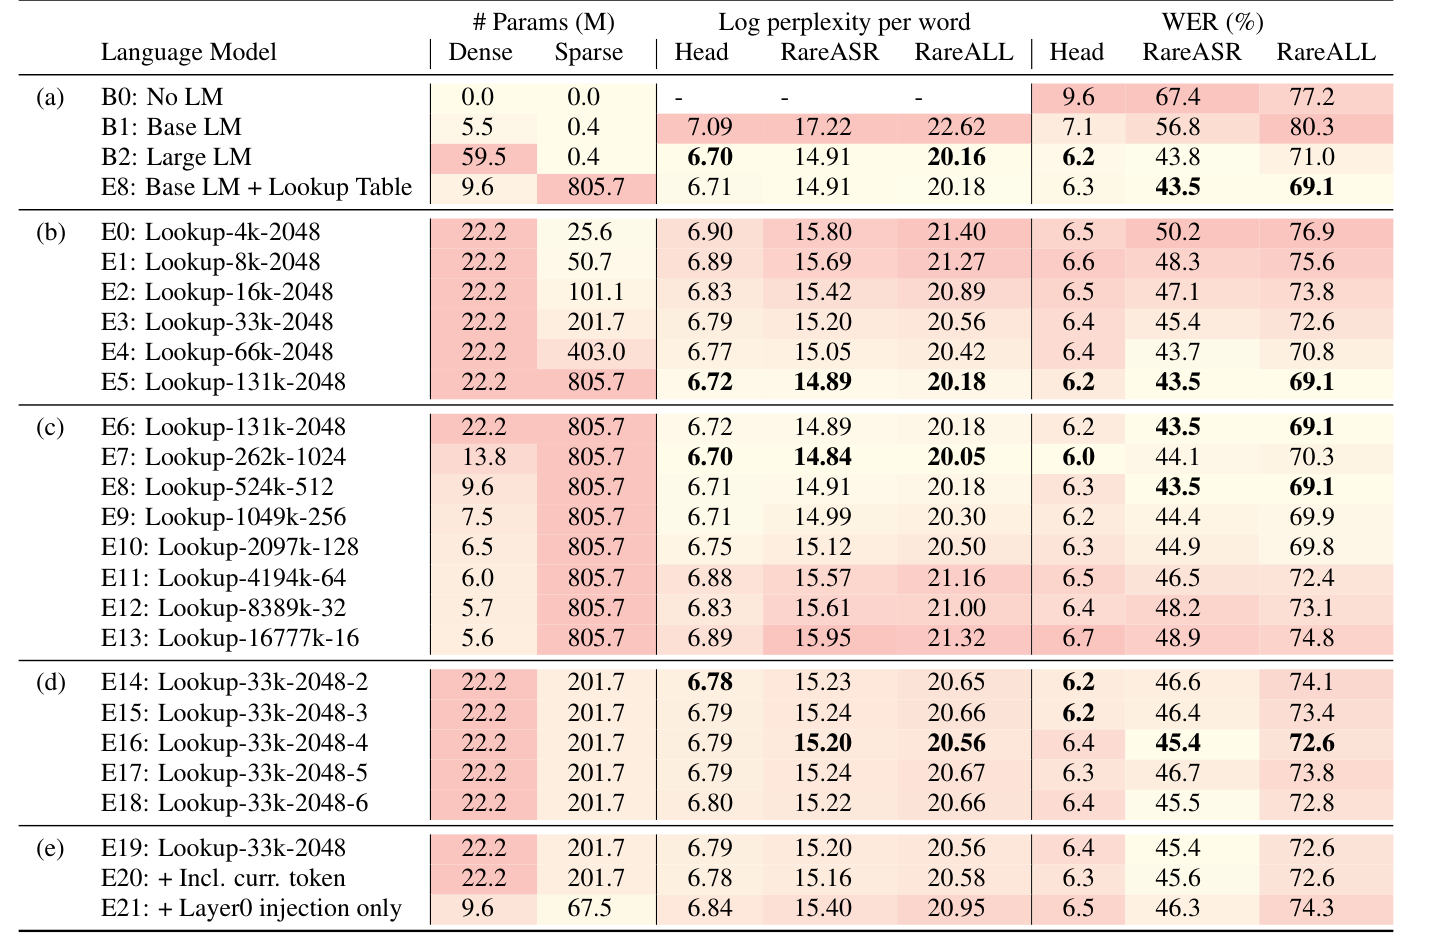 # Params (M) Log perplexity per word WER (%)
Language Model Dense Sparse Head RareASR RareALL Head RareASR RareALL
(a) B0: No LM 0.0 0.0 - - - 9.6 67.4 77.2
B1: Base LM 5.5 0.4 7.09 17.22 22.62 7.1 56.8 80.3
B2: Large LM 59.5 0.4 6.70 14.91 20.16 6.2 43.8 71.0
E8: Base LM + Lookup Table 9.6 805.7 6.71 14.91 20.18 6.3 43.5 69.1
(b) E0: Lookup-4k-2048 22.2 25.6 6.90 15.80 21.40 6.5 50.2 76.9
E1: Lookup-8k-2048 22.2 50.7 6.89 15.69 21.27 6.6 48.3 75.6
E2: Lookup-16k-2048 22.2 101.1 6.83 15.42 20.89 6.5 47.1 73.8
E3: Lookup-33k-2048 22.2 201.7 6.79 15.20 20.56 6.4 45.4 72.6
E4: Lookup-66k-2048 22.2 403.0 6.77 15.05 20.42 6.4 43.7 70.8
E5: Lookup-131k-2048 22.2 805.7 6.72 14.89 20.18 6.2 43.5 69.1
(c) E6: Lookup-131k-2048 22.2 805.7 6.72 14.89 20.18 6.2 43.5 69.1
E7: Lookup-262k-1024 13.8 805.7 6.70 14.84 20.05 6.0 44.1 70.3
E8: Lookup-524k-512 9.6 805.7 6.71 14.91 20.18 6.3 43.5 69.1
E9: Lookup-1049k-256 7.5 805.7 6.71 14.99 20.30 6.2 44.4 69.9
E10: Lookup-2097k-128 6.5 805.7 6.75 15.12 20.50 6.3 44.9 69.8
E11: Lookup-4194k-64 6.0 805.7 6.88 15.57 21.16 6.5 46.5 72.4
E12: Lookup-8389k-32 5.7 805.7 6.83 15.61 21.00 6.4 48.2 73.1
E13: Lookup-16777k-16 5.6 805.7 6.89 15.95 21.32 6.7 48.9 74.8
(d) E14: Lookup-33k-2048-2 22.2 201.7 6.78 15.23 20.65 6.2 46.6 74.1
E15: Lookup-33k-2048-3 22.2 201.7 6.79 15.24 20.66 6.2 46.4 73.4
E16: Lookup-33k-2048-4 22.2 201.7 6.79 15.20 20.56 6.4 45.4 72.6
E17: Lookup-33k-2048-5 22.2 201.7 6.79 15.24 20.67 6.3 46.7 73.8
E18: Lookup-33k-2048-6 22.2 201.7 6.80 15.22 20.66 6.4 45.5 72.8
(e) E19: Lookup-33k-2048 22.2 201.7 6.79 15.20 20.56 6.4 45.4 72.6
E20: + Incl. curr. token 22.2 201.7 6.78 15.16 20.58 6.3 45.6 72.6
E21: + Layer0 injection only 9.6 67.5 6.84 15.40 20.95 6.5 46.3 74.3